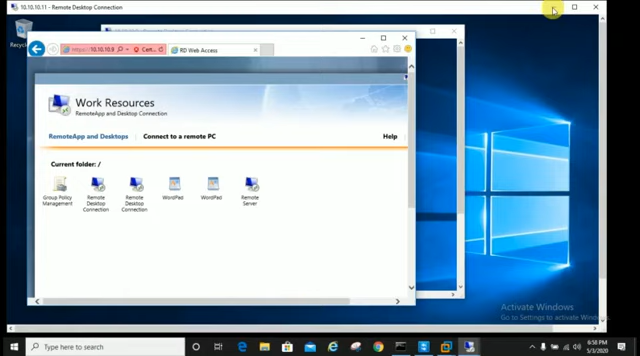 10.10.10.11 - Remote Desktop Connection
https://10.10.10.9
Cert...
RD Web Access
Work Resources
RemoteApp and Desktop Connection
RemoteApp and Desktops
Connect to a remote PC
Help
Current folder: /
Group Policy Management
Remote Desktop Connection
Remote Desktop Connection
WordPad
WordPad
Remote Server
Activate Windows
Go to Settings to activate Windows.
Type here to search
6:58 PM
5/3/2020